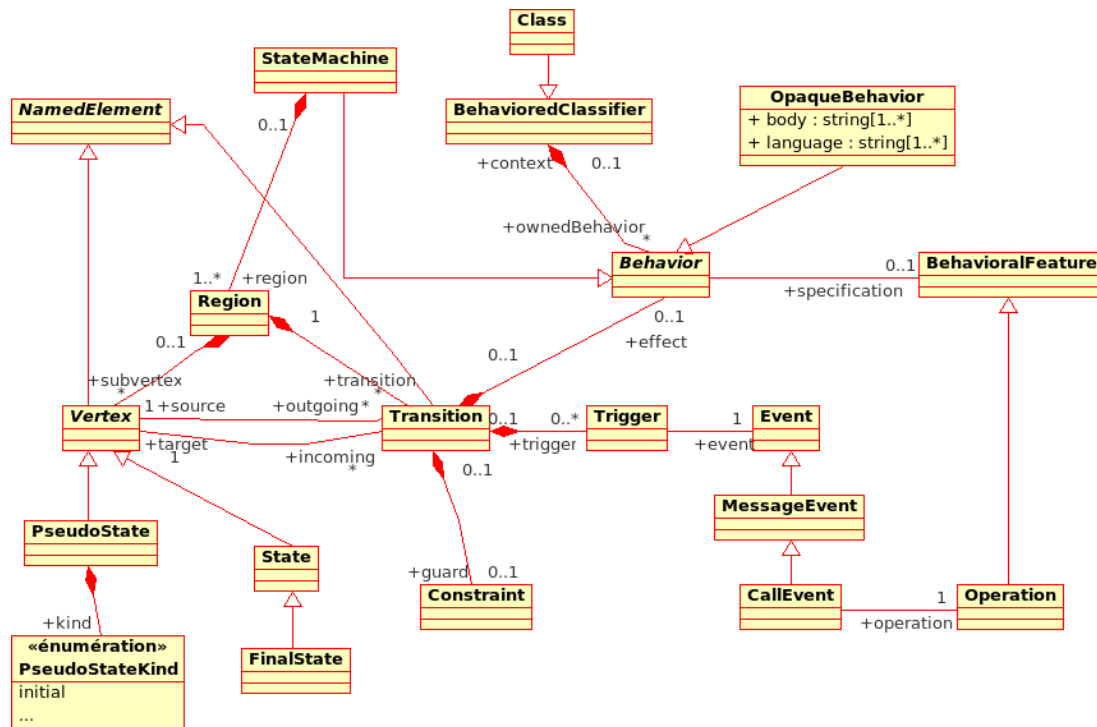 Class
StateMachine
NamedElement
BehavioredClassifier
OpaqueBehavior
+ body : string[1..*]
+ language : string[1..*]
0..1
+context
0..1
+ownedBehavior
*
Behavior
0..1
BehavioralFeature
+specification
1..*
+region
Region
1
0..1
0..1
+effect
0..1
+subvertex
*
+transition
*
Vertex
1
+source
+outgoing
*
Transition
0..1
0..*
Trigger
1
Event
+target
1
+incoming
*
+trigger
+event
0..1
MessageEvent
PseudoState
State
+guard
0..1
Constraint
CallEvent
1
Operation
+operation
+kind
«énumération»
PseudoStateKind
initial
...
FinalState